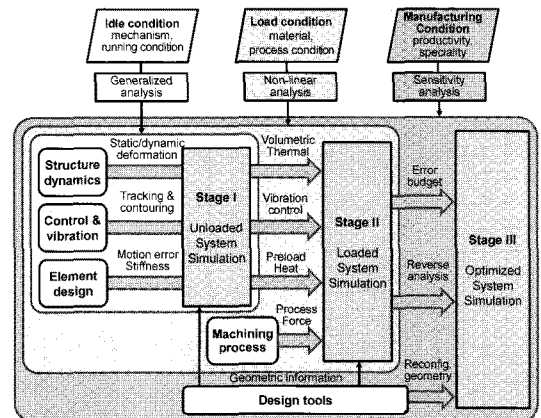 Idle condition
mechanism,
running condition
Load condition
material,
process condition
Manufacturing
Condition
productivity,
speciality
Generalized
analysis
Non-linear
analysis
Sensitivity
analysis
Static/dynamic
deformation
Structure
dynamics
Tracking &
contouring
Control &
vibration
Motion error
Stiffness
Element
design
Stage I
Unloaded
System
Simulation
Volumetric
Thermal
Vibration
control
Preload
Heat
Process
Force
Machining
process
Stage II
Loaded
System
Simulation
Error
budget
Reverse
analysis
Reconfig.
geometry
Stage III
Optimized
System
Simulation
Geometric information
Design tools